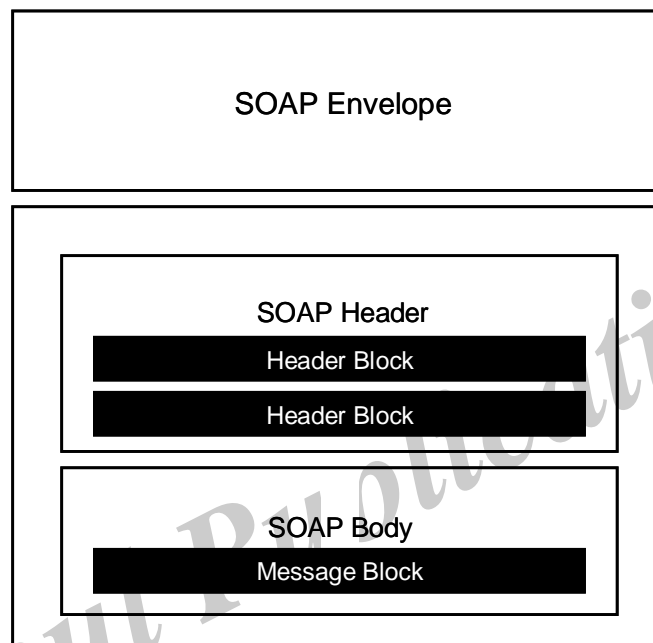 SOAP Envelope
SOAP Header
Header Block
Header Block
SOAP Body
Message Block